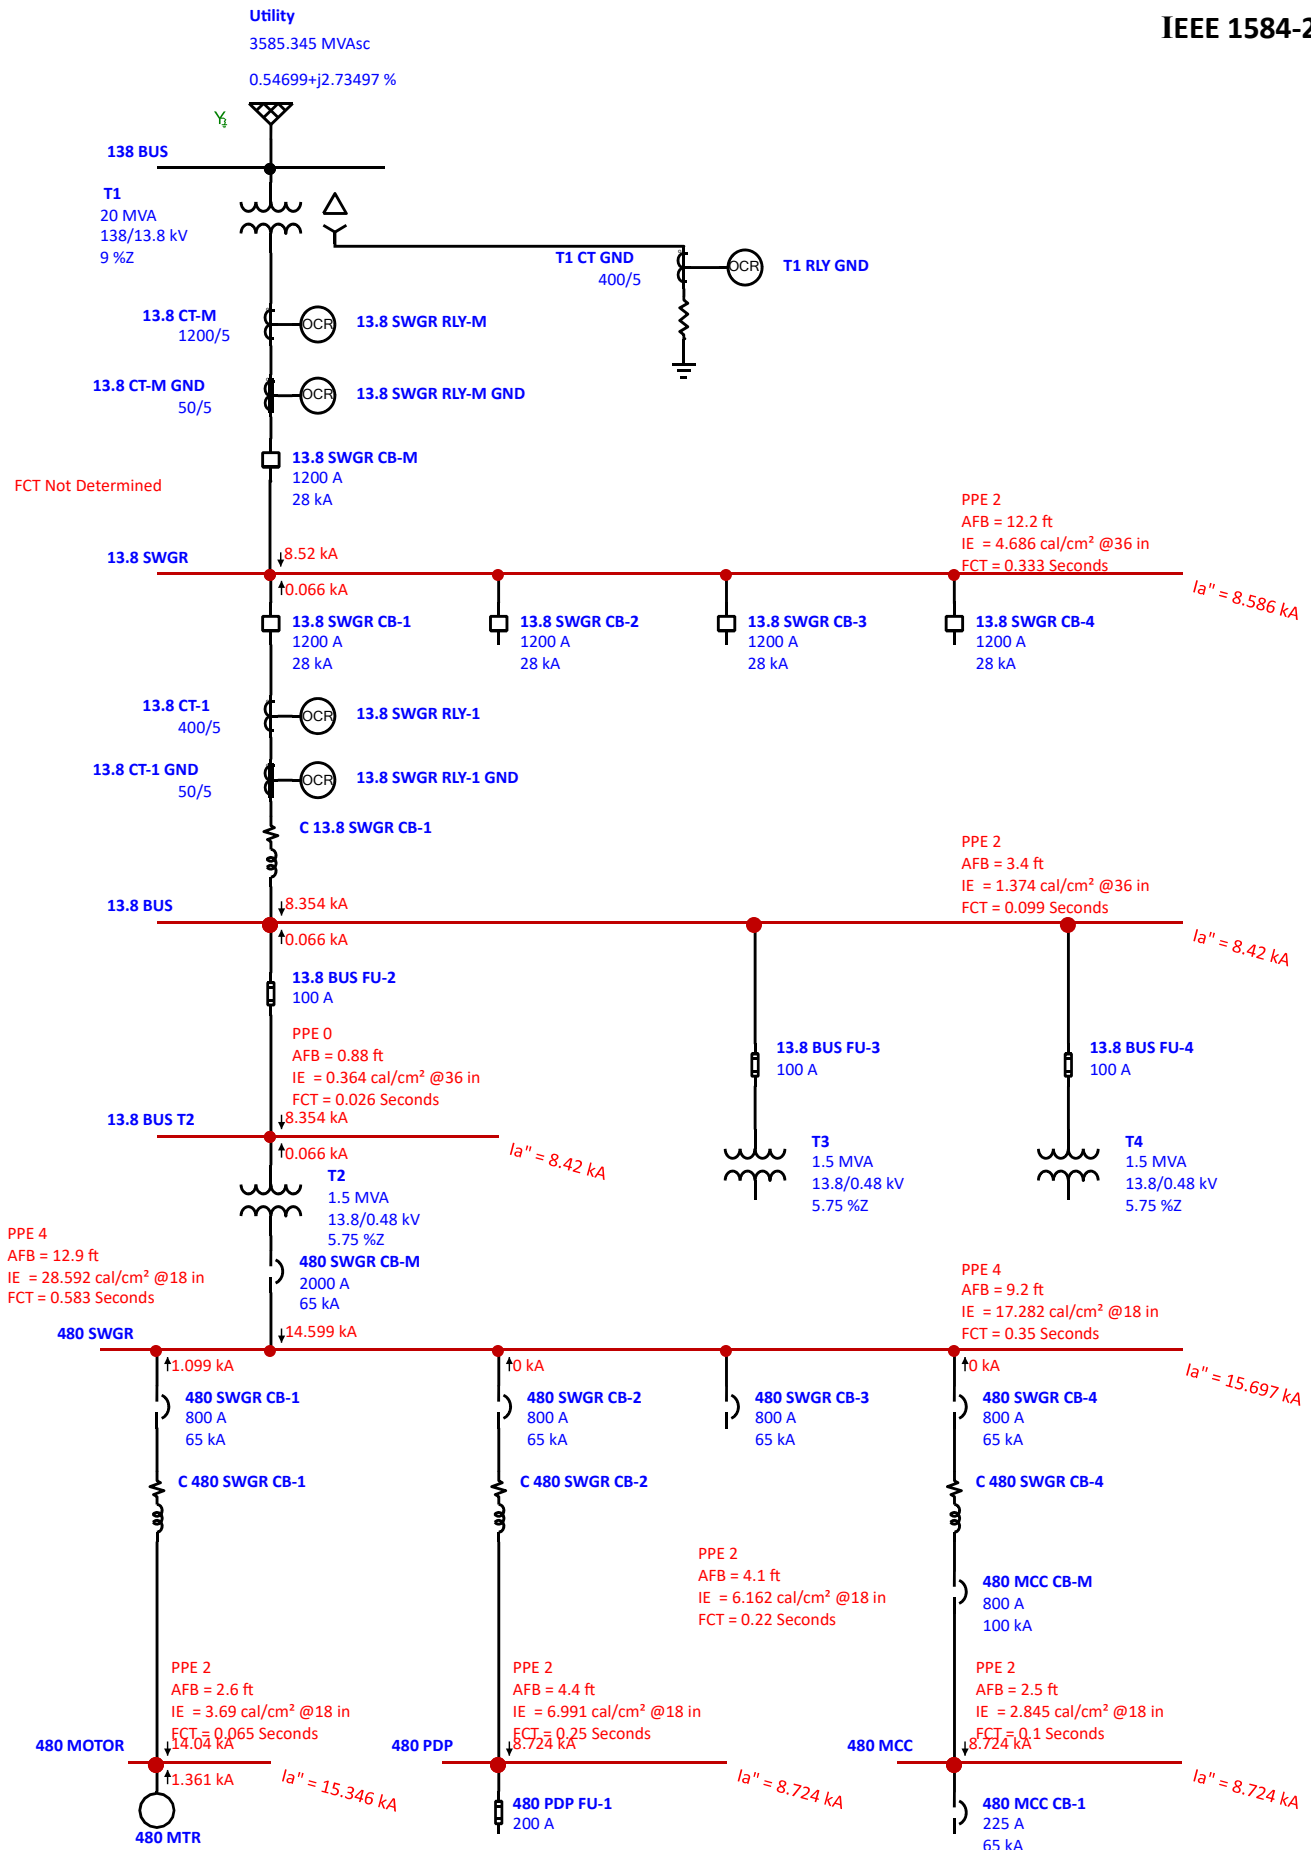 Utility
3585.345 MVAsc
0.54699+j2.73497 %
IEEE 1584-2
138 BUS
T1
20 MVA
138/13.8 kV
9 %Z
T1 CT GND
400/5
OCR
T1 RLY GND
13.8 CT-M
1200/5
OCR
13.8 SWGR RLY-M
13.8 CT-M GND
50/5
OCR
13.8 SWGR RLY-M GND
13.8 SWGR CB-M
1200 A
28 kA
FCT Not Determined
PPE 2
AFB = 12.2 ft
IE = 4.686 cal/cm² @36 in
FCT = 0.333 Seconds
13.8 SWGR
8.52 kA
0.066 kA
Ia" = 8.586 kA
13.8 SWGR CB-1
1200 A
28 kA
13.8 SWGR CB-2
1200 A
28 kA
13.8 SWGR CB-3
1200 A
28 kA
13.8 SWGR CB-4
1200 A
28 kA
13.8 CT-1
400/5
OCR
13.8 SWGR RLY-1
13.8 CT-1 GND
50/5
OCR
13.8 SWGR RLY-1 GND
C 13.8 SWGR CB-1
PPE 2
AFB = 3.4 ft
IE = 1.374 cal/cm² @36 in
FCT = 0.099 Seconds
13.8 BUS
8.354 kA
0.066 kA
Ia" = 8.42 kA
13.8 BUS FU-2
100 A
PPE 0
AFB = 0.88 ft
IE = 0.364 cal/cm² @36 in
FCT = 0.026 Seconds
13.8 BUS FU-3
100 A
13.8 BUS FU-4
100 A
13.8 BUS T2
8.354 kA
0.066 kA
Ia" = 8.42 kA
T2
1.5 MVA
13.8/0.48 kV
5.75 %Z
T3
1.5 MVA
13.8/0.48 kV
5.75 %Z
T4
1.5 MVA
13.8/0.48 kV
5.75 %Z
PPE 4
AFB = 12.9 ft
IE = 28.592 cal/cm² @18 in
FCT = 0.583 Seconds
480 SWGR CB-M
2000 A
65 kA
PPE 4
AFB = 9.2 ft
IE = 17.282 cal/cm² @18 in
FCT = 0.35 Seconds
480 SWGR
14.599 kA
1.099 kA
0 kA
0 kA
Ia" = 15.697 kA
480 SWGR CB-1
800 A
65 kA
480 SWGR CB-2
800 A
65 kA
480 SWGR CB-3
800 A
65 kA
480 SWGR CB-4
800 A
65 kA
C 480 SWGR CB-1
C 480 SWGR CB-2
C 480 SWGR CB-4
PPE 2
AFB = 4.1 ft
IE = 6.162 cal/cm² @18 in
FCT = 0.22 Seconds
480 MCC CB-M
800 A
100 kA
PPE 2
AFB = 2.6 ft
IE = 3.69 cal/cm² @18 in
FCT = 0.065 Seconds
PPE 2
AFB = 4.4 ft
IE = 6.991 cal/cm² @18 in
FCT = 0.25 Seconds
PPE 2
AFB = 2.5 ft
IE = 2.845 cal/cm² @18 in
FCT = 0.1 Seconds
480 MOTOR
14.04 kA
1.361 kA
Ia" = 15.346 kA
480 PDP
8.724 kA
Ia" = 8.724 kA
480 MCC
8.724 kA
Ia" = 8.724 kA
480 MTR
480 PDP FU-1
200 A
480 MCC CB-1
225 A
65 kA